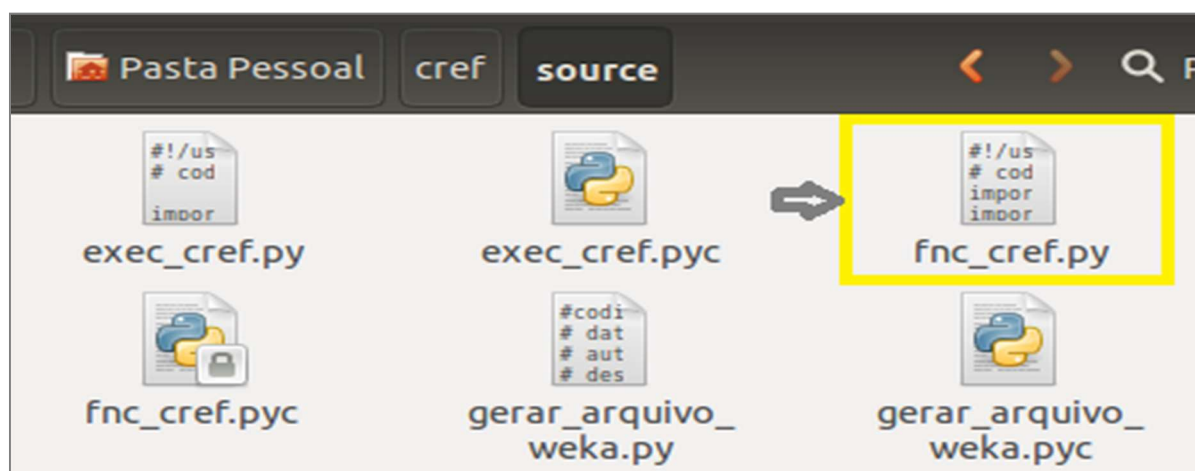 Pasta Pessoal cref source
#!/us #!/us
# cod # cod
impor impor
impor
exec_cref.py exec_cref.pyc fnc_cref.py
#codi
# dat
# aut
# des
fnc_cref.pyc gerar_arquivo_ gerar_arquivo_
weka.py weka.pyc